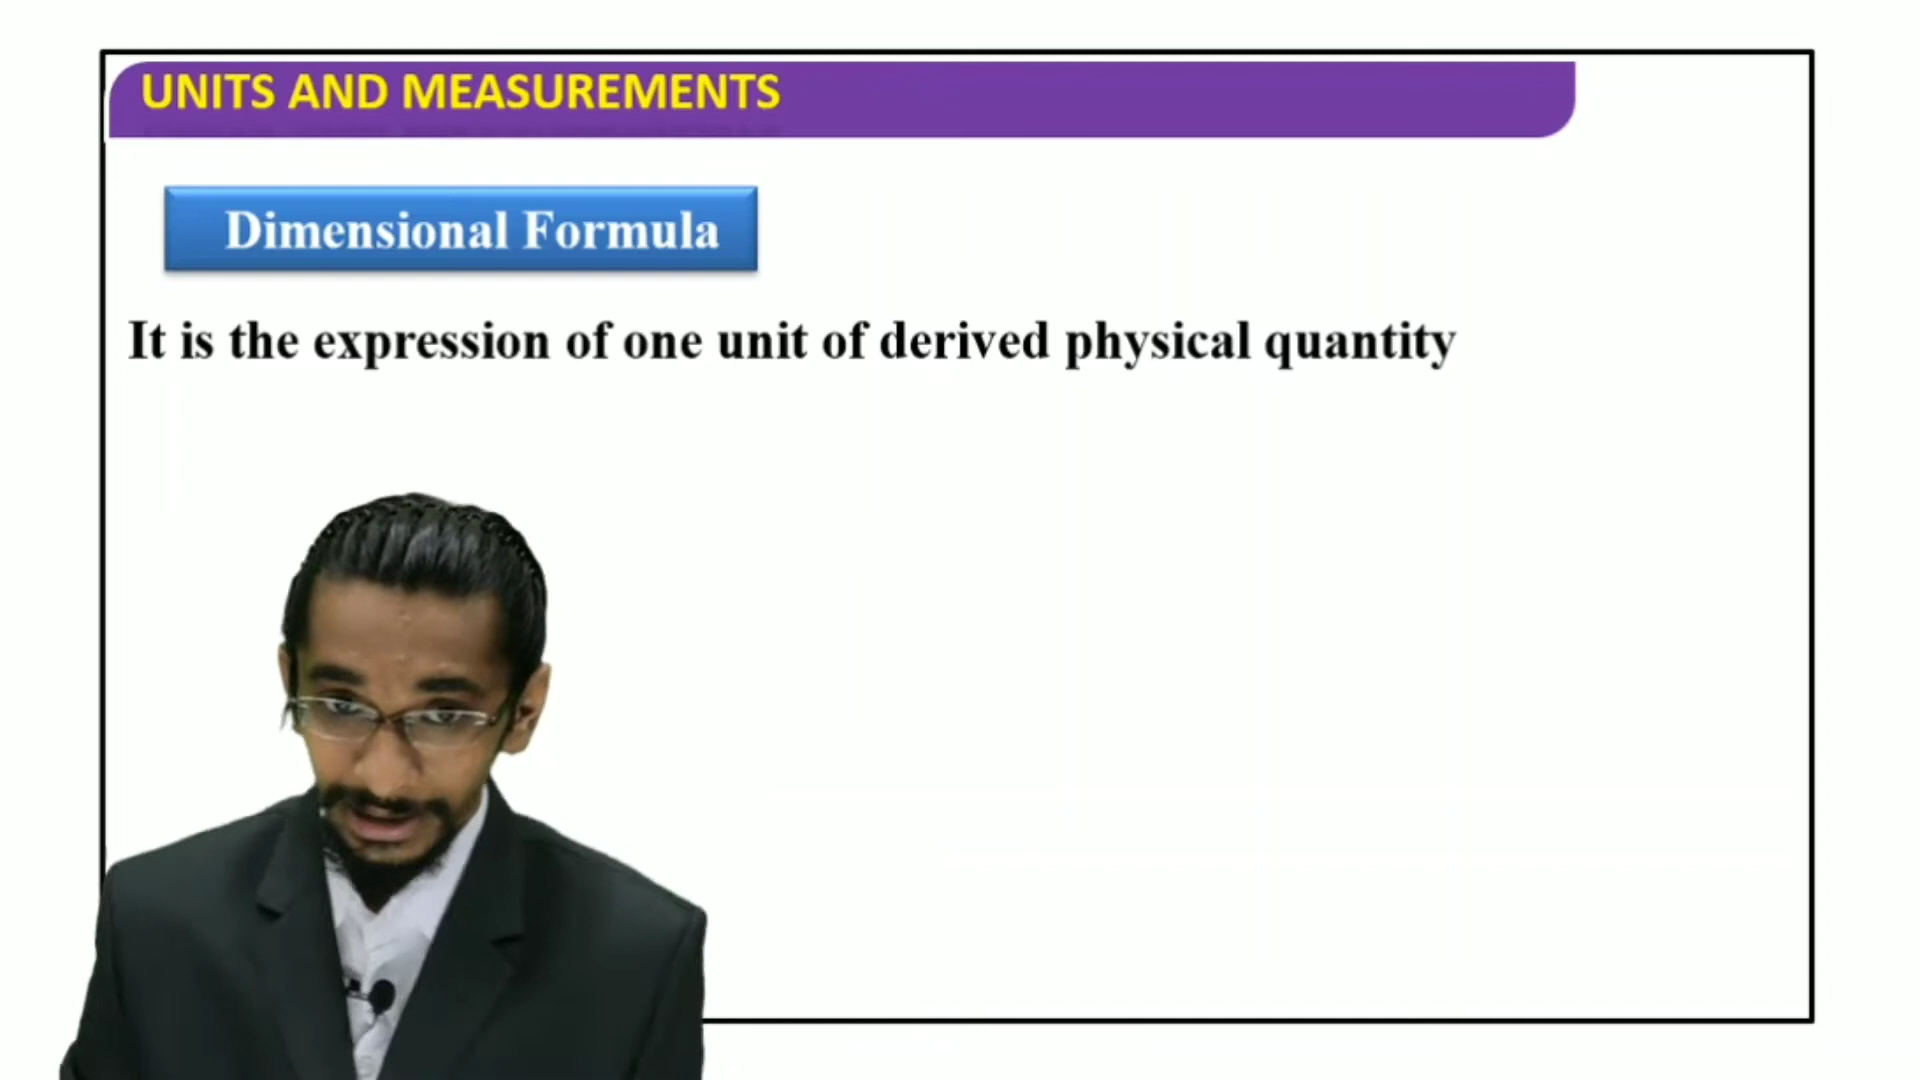 UNITS AND MEASUREMENTS
Dimensional Formula
It is the expression of one unit of derived physical quantity